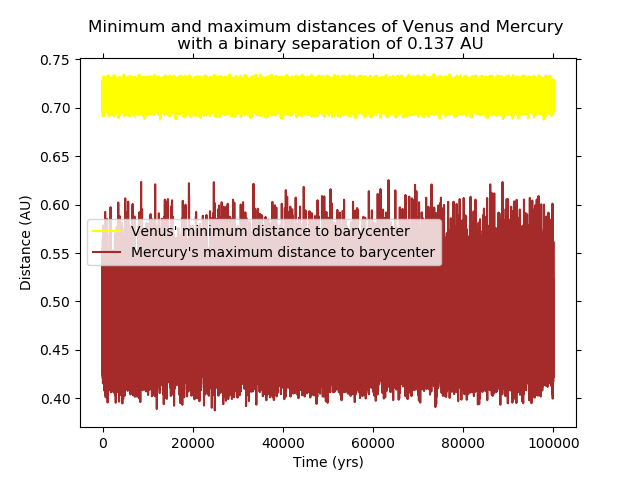 Minimum and maximum distances of Venus and Mercury
with a binary separation of 0.137 AU
0.75
0.70
0.65
0.60
0.55
0.50
0.45
0.40
Distance (AU)
Venus' minimum distance to barycenter
Mercury's maximum distance to barycenter
0 20000 40000 60000 80000 100000
Time (yrs)